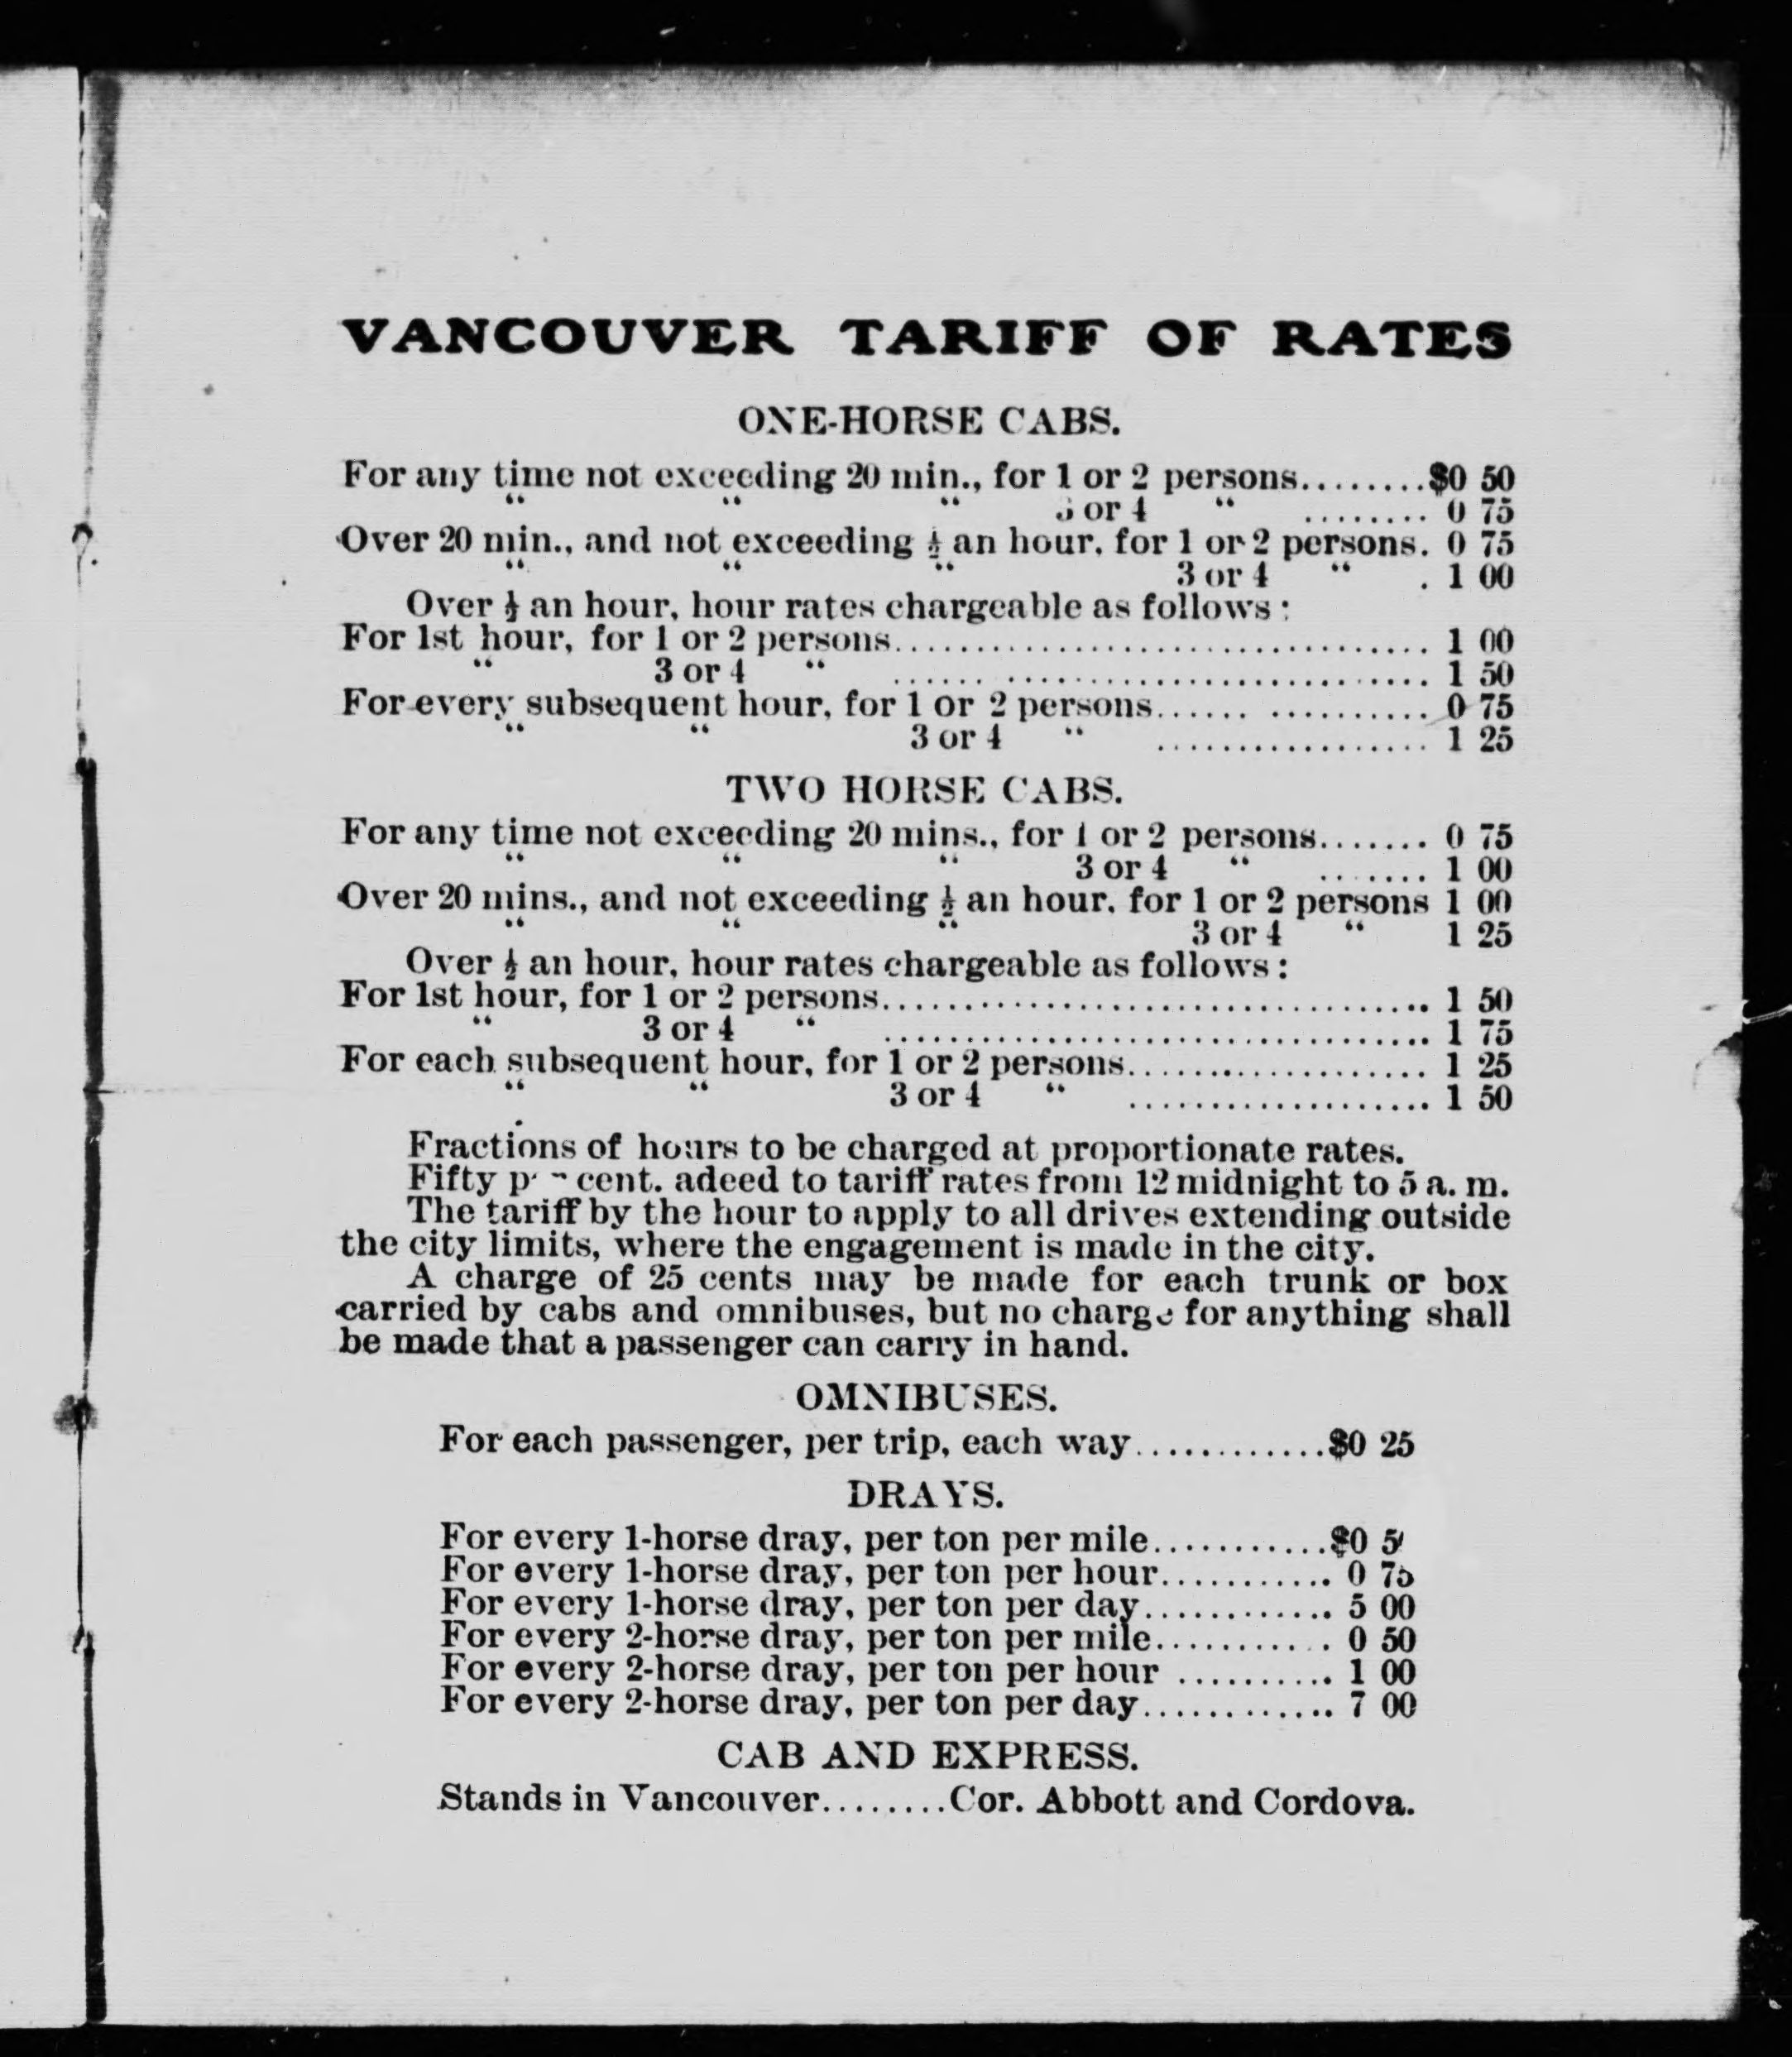 VANCOUVER TARIFF OF RATES
ONE-HORSE CABS.
For any time not exceeding 20 min., for 1 or 2 persons........$0 50
“ “ “ 3 or 4 “ ........ 0 75
Over 20 min., and not exceeding ½ an hour, for 1 or 2 persons. 0 75
“ “ “ 3 or 4 “ . 1 00
Over ½ an hour, hour rates chargeable as follows :
For 1st hour, for 1 or 2 persons................................. 1 00
“ 3 or 4 “ ................................. 1 50
For every subsequent hour, for 1 or 2 persons...... .......... 0 75
“ “ 3 or 4 “ ................. 1 25
TWO HORSE CABS.
For any time not exceeding 20 mins., for 1 or 2 persons....... 0 75
“ “ “ 3 or 4 “ ....... 1 00
Over 20 mins., and not exceeding ½ an hour, for 1 or 2 persons 1 00
“ “ “ 3 or 4 “ 1 25
Over ½ an hour, hour rates chargeable as follows :
For 1st hour, for 1 or 2 persons.................................. 1 50
“ 3 or 4 “ .................................. 1 75
For each subsequent hour, for 1 or 2 persons................... 1 25
“ “ 3 or 4 “ ................... 1 50
Fractions of hours to be charged at proportionate rates.
Fifty cent. adeed to tariff rates from 12 midnight to 5 a. m.
The tariff by the hour to apply to all drives extending outside
the city limits, where the engagement is made in the city.
A charge of 25 cents may be made for each trunk or box
carried by cabs and omnibuses, but no charge for anything shall
be made that a passenger can carry in hand.
OMNIBUSES.
For each passenger, per trip, each way............$0 25
DRAYS.
For every 1-horse dray, per ton per mile...........$0
For every 1-horse dray, per ton per hour........... 0 75
For every 1-horse dray, per ton per day............ 5 00
For every 2-horse dray, per ton per mile........... 0 50
For every 2-horse dray, per ton per hour .......... 1 00
For every 2-horse dray, per ton per day............ 7 00
CAB AND EXPRESS.
Stands in Vancouver........Cor. Abbott and Cordova.